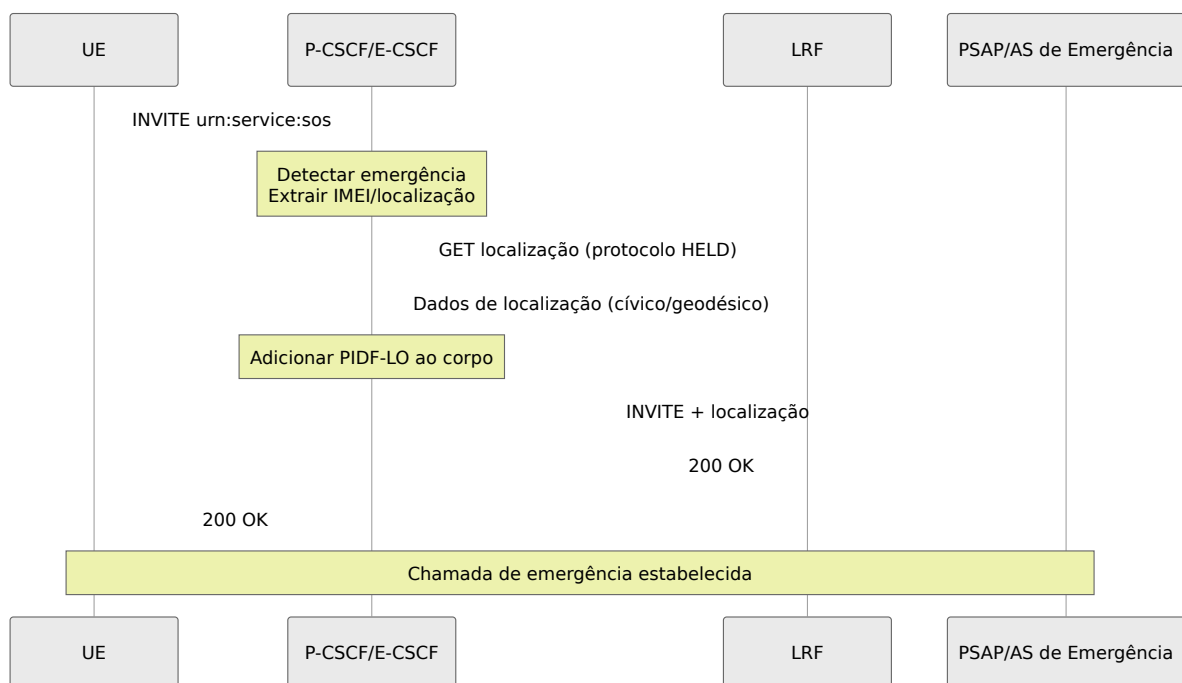 UE
P-CSCF/E-CSCF
LRF
PSAP/AS de Emergência
INVITE urn:service:sos
Detectar emergência
Extrair IMEI/localização
GET localização (protocolo HELD)
Dados de localização (cívico/geodésico)
Adicionar PIDF-LO ao corpo
INVITE + localização
200 OK
200 OK
Chamada de emergência estabelecida
UE
P-CSCF/E-CSCF
LRF
PSAP/AS de Emergência